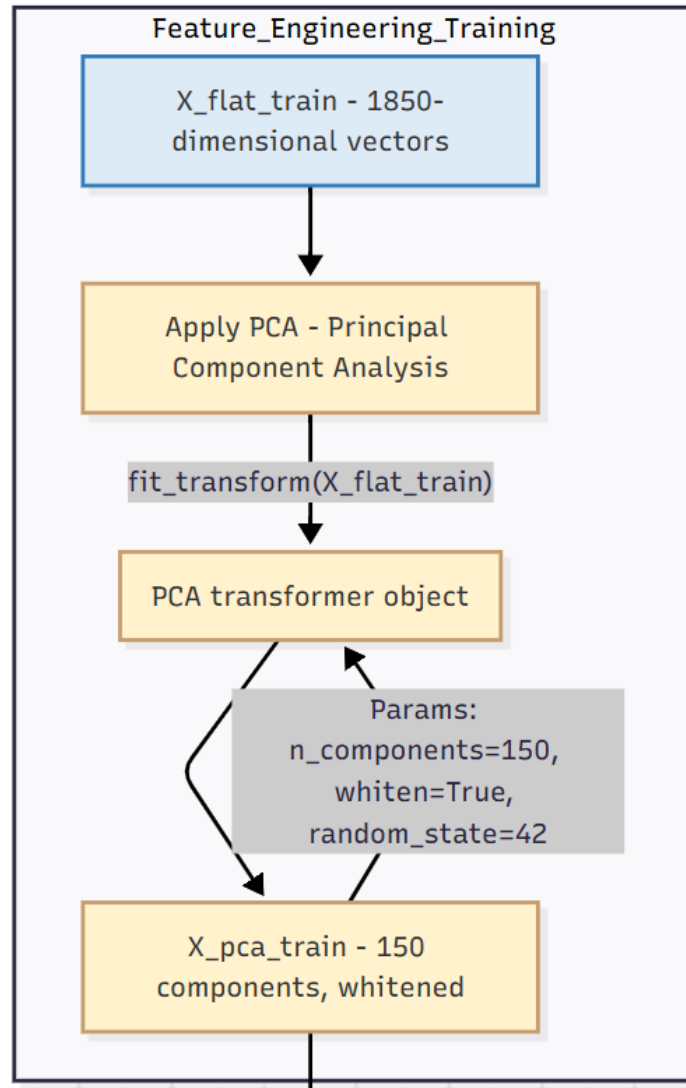 Feature_Engineering_Training
X_flat_train - 1850-
dimensional vectors
Apply PCA - Principal
Component Analysis
fit_transform(X_flat_train)
PCA transformer object
Params:
n_components=150,
whiten=True,
random_state=42
X_pca_train - 150
components, whitened